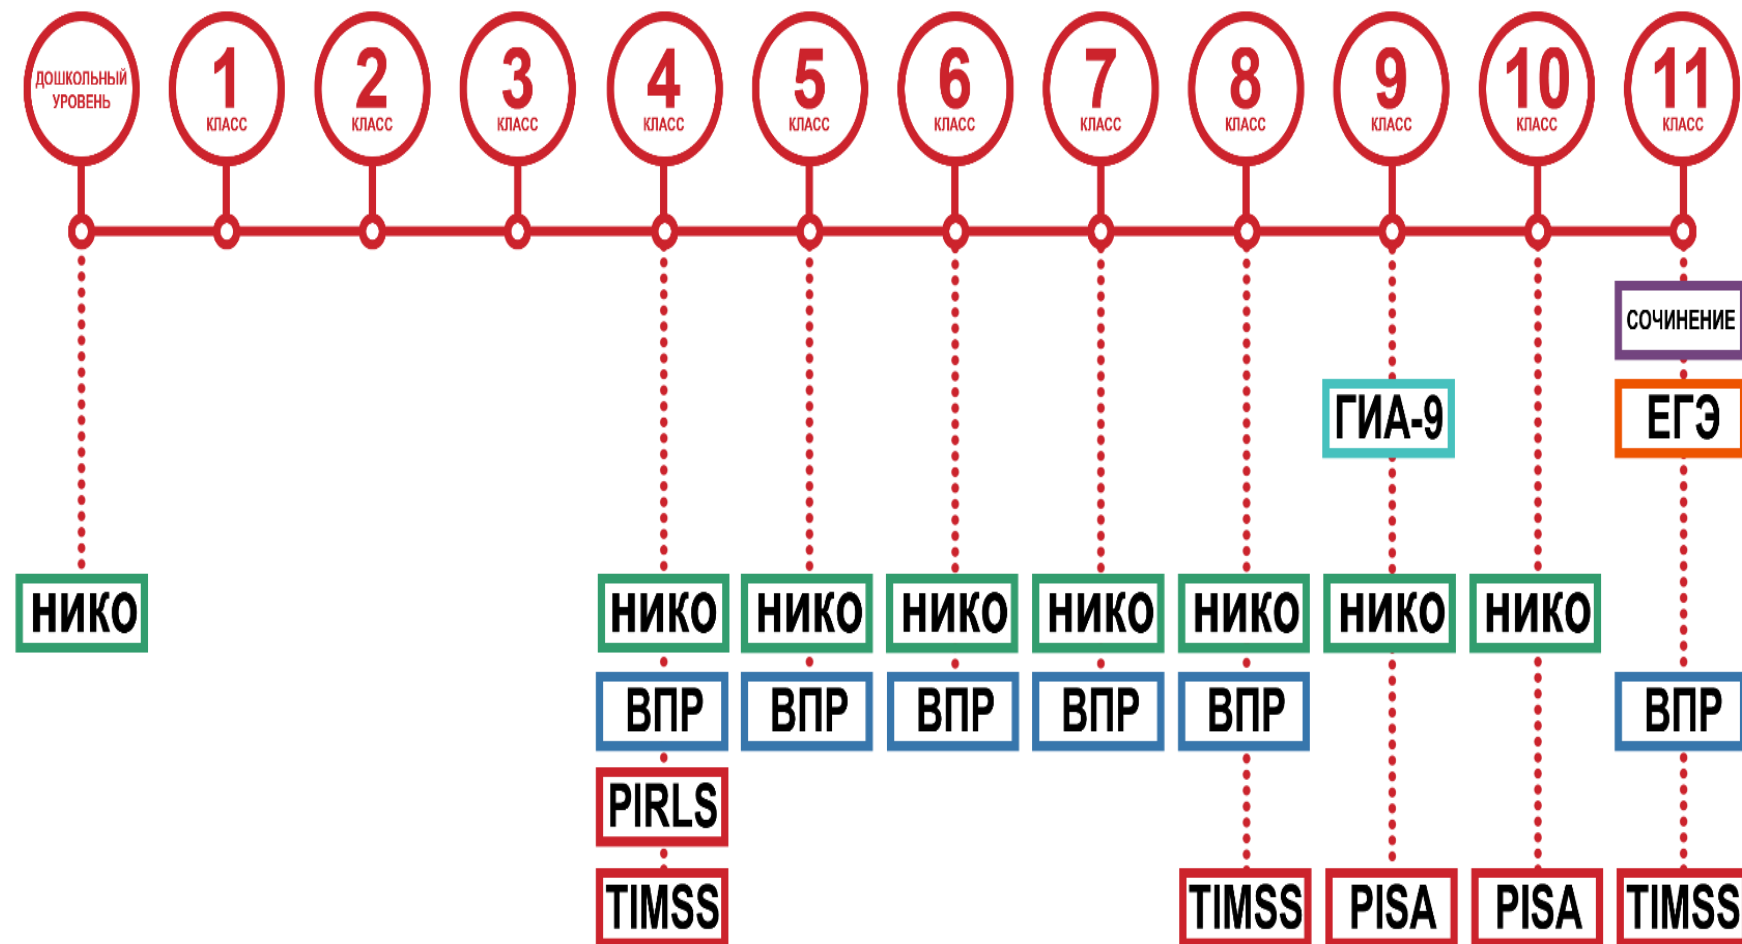 ДОШКОЛЬНЫЙ
УРОВЕНЬ
1
КЛАСС
2
КЛАСС
3
КЛАСС
4
КЛАСС
5
КЛАСС
6
КЛАСС
7
КЛАСС
8
КЛАСС
9
КЛАСС
10
КЛАСС
11
КЛАСС
СОЧИНЕНИЕ
ГИА-9
ЕГЭ
НИКО
НИКО
НИКО
НИКО
НИКО
НИКО
НИКО
НИКО
ВПР
ВПР
ВПР
ВПР
ВПР
ВПР
PIRLS
TIMSS
TIMSS
PISA
PISA
TIMSS